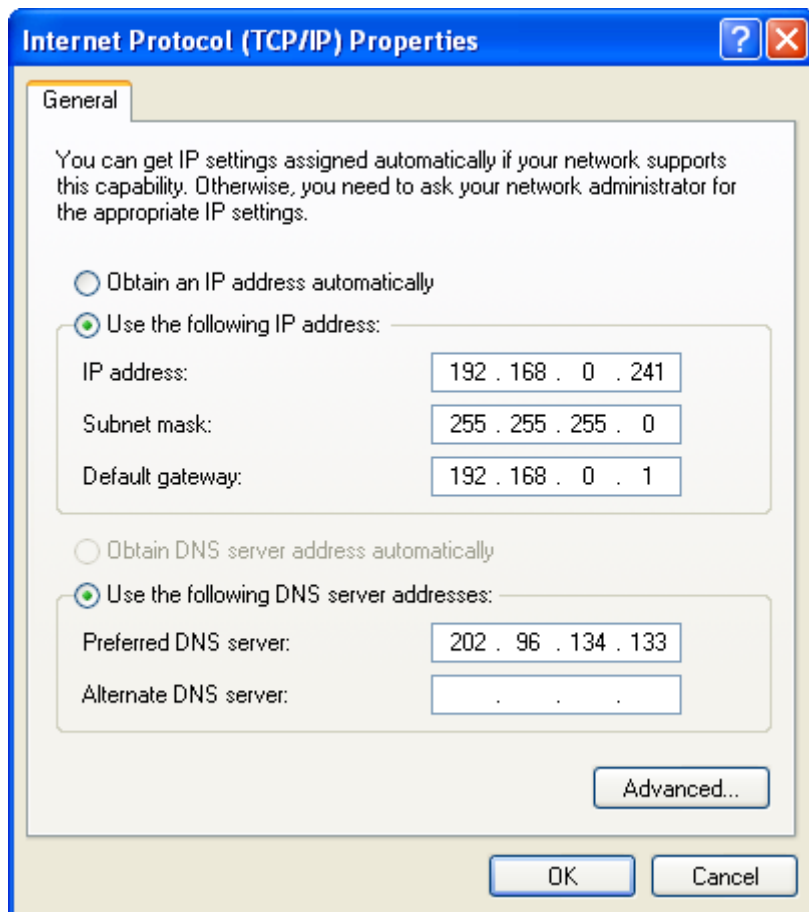 Internet Protocol (TCP/IP) Properties
General
You can get IP settings assigned automatically if your network supports
this capability. Otherwise, you need to ask your network administrator for
the appropriate IP settings.
Obtain an IP address automatically
Use the following IP address:
IP address: 192 . 168 . 0 . 241
Subnet mask: 255 . 255 . 255 . 0
Default gateway: 192 . 168 . 0 . 1
Obtain DNS server address automatically
Use the following DNS server addresses:
Preferred DNS server: 202 . 96 . 134 . 133
Alternate DNS server: . . .
Advanced...
OK Cancel